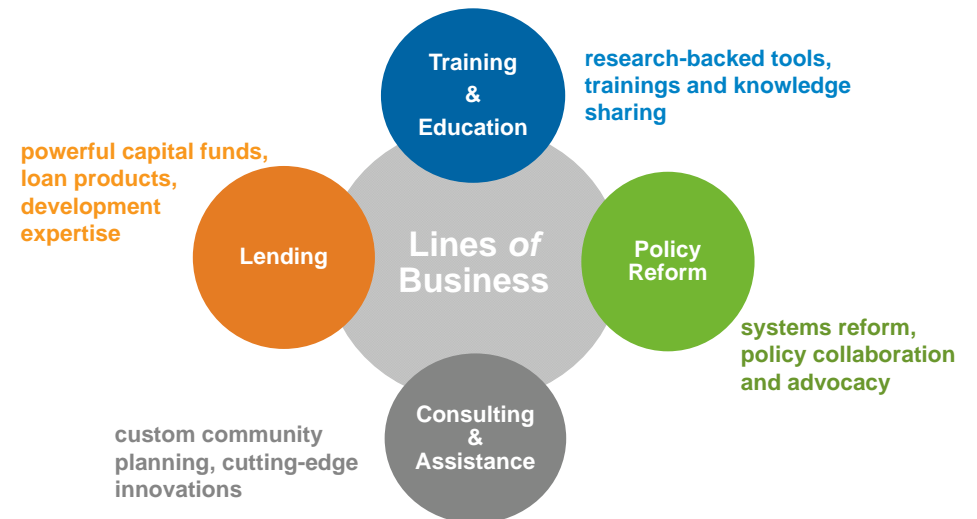 Training
&
Education
research-backed tools,
trainings and knowledge
sharing
powerful capital funds,
loan products,
development
expertise
Lending
Lines of
Business
Policy
Reform
systems reform,
policy collaboration
and advocacy
Consulting
&
Assistance
custom community
planning, cutting-edge
innovations